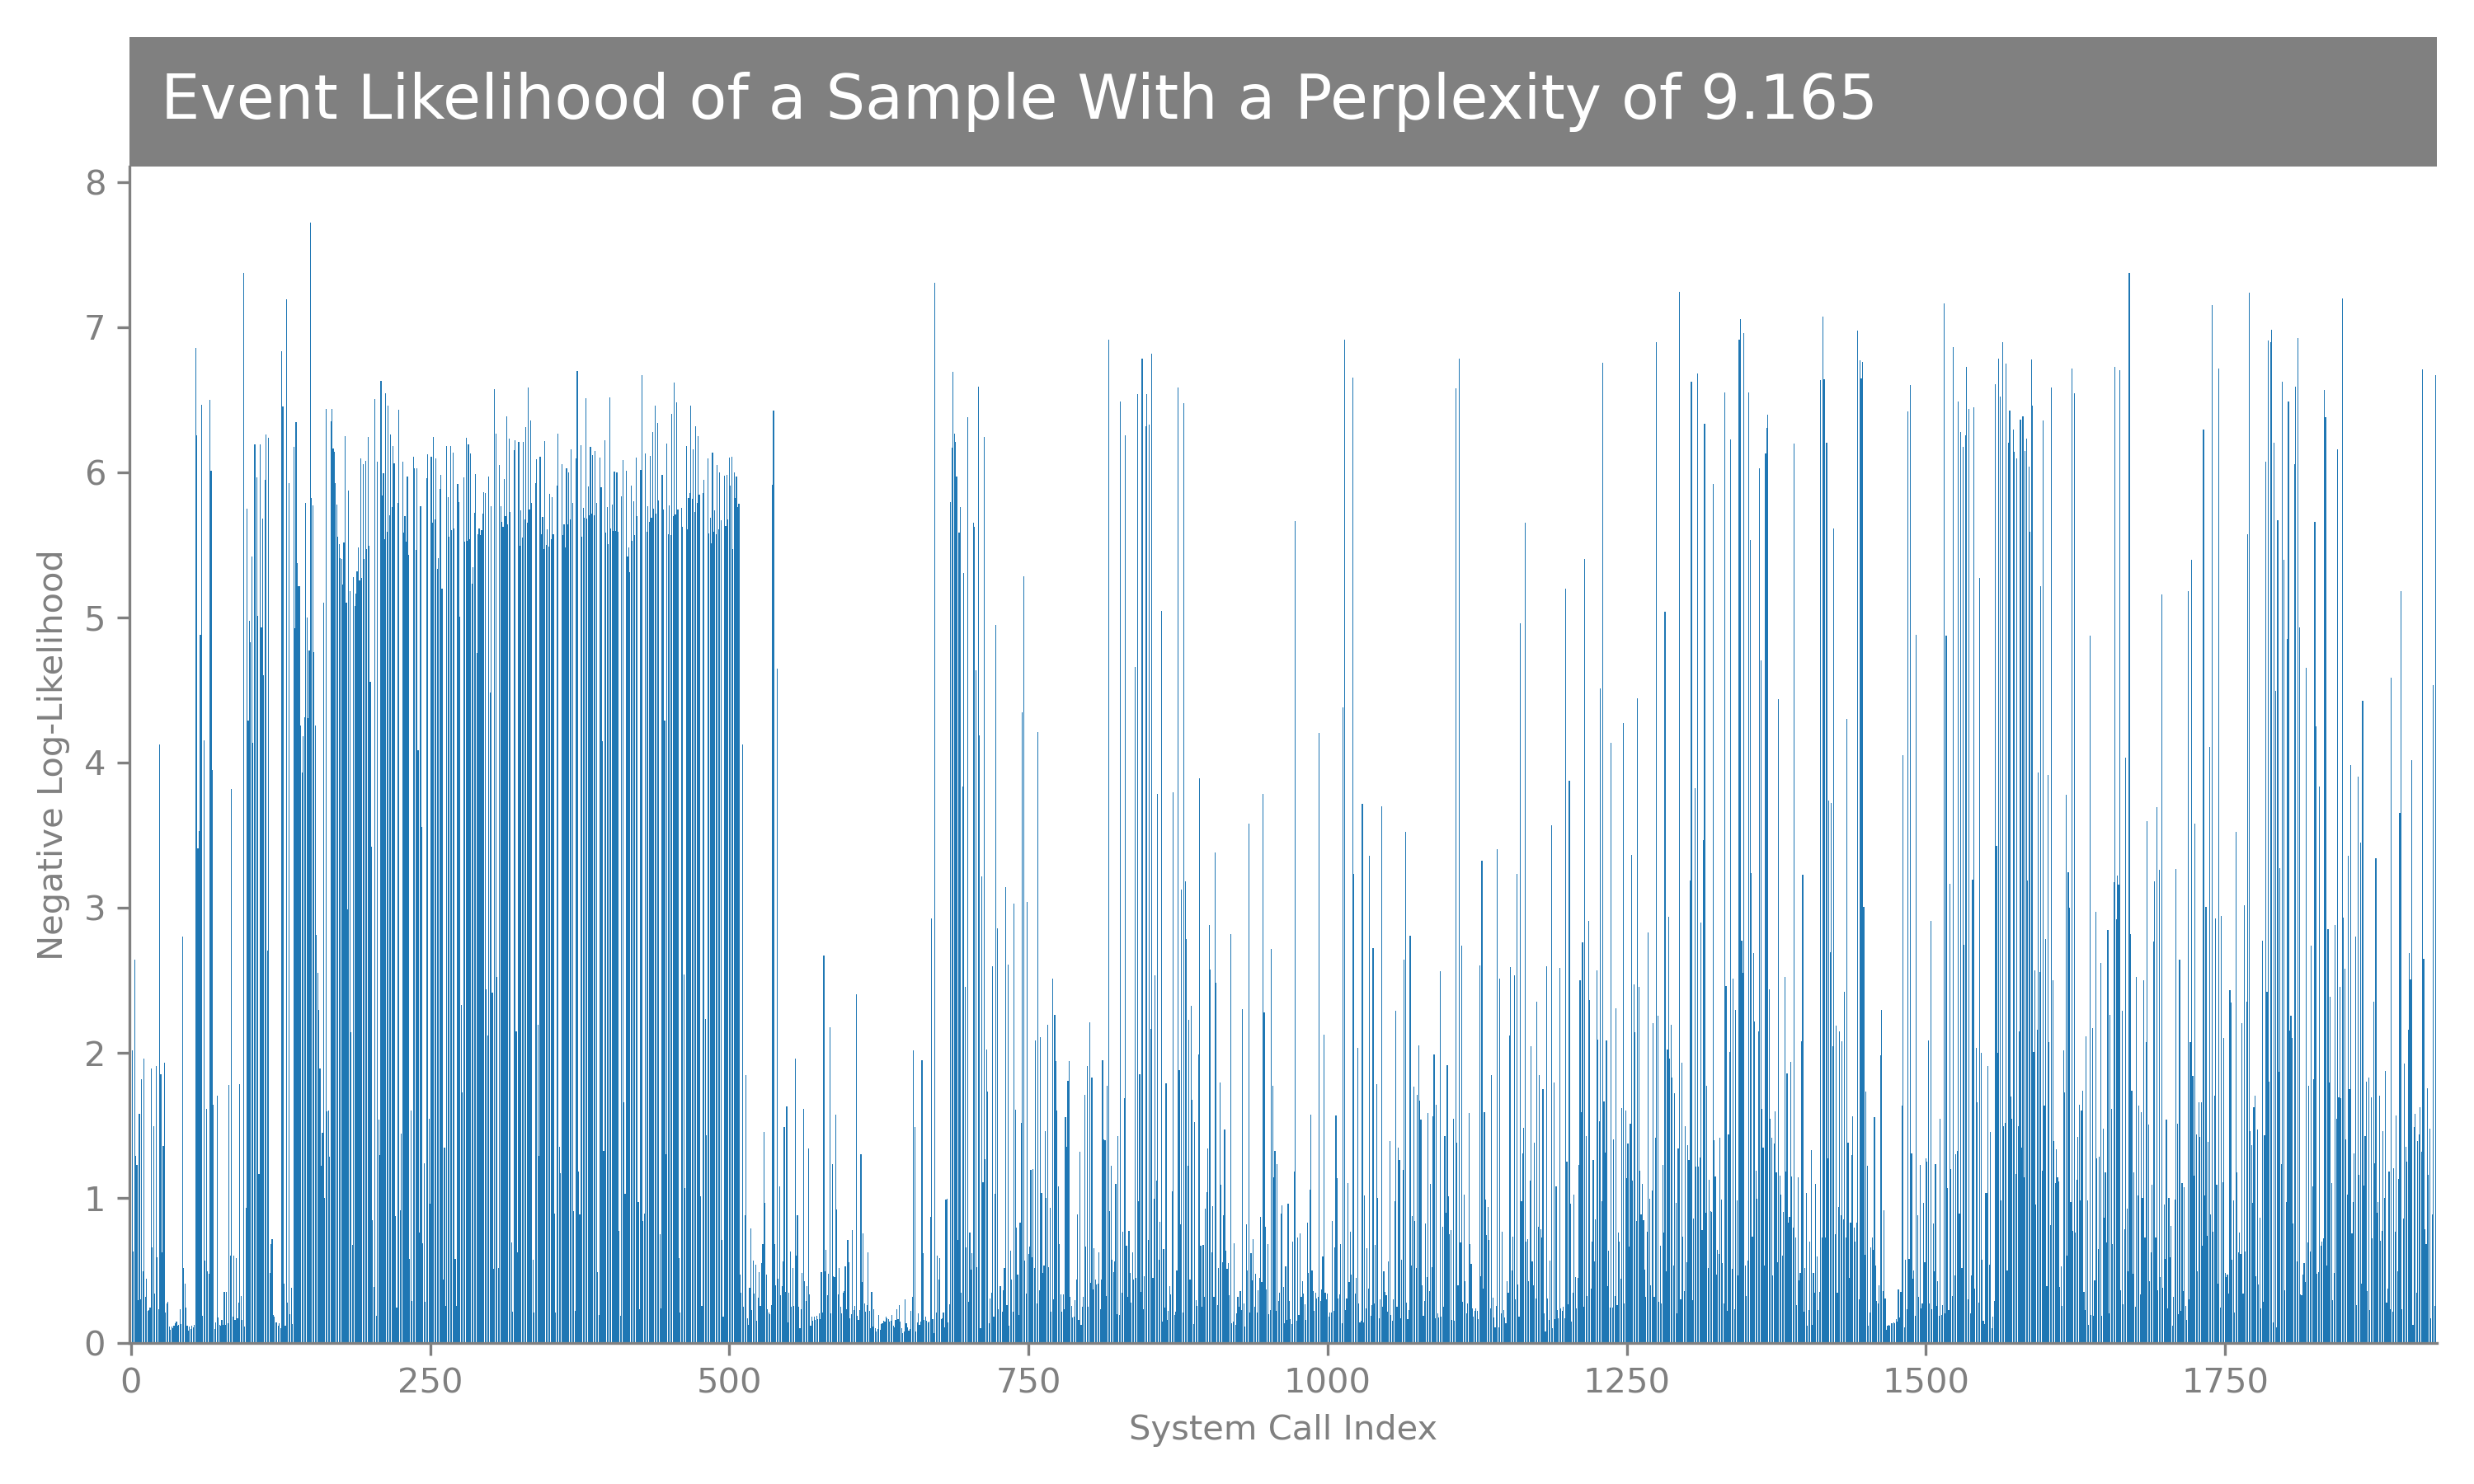 Event Likelihood of a Sample With a Perplexity of 9.165
8
7
6
5
4
3
2
1
0
Negative Log-Likelihood
0 250 500 750 1000 1250 1500 1750
System Call Index